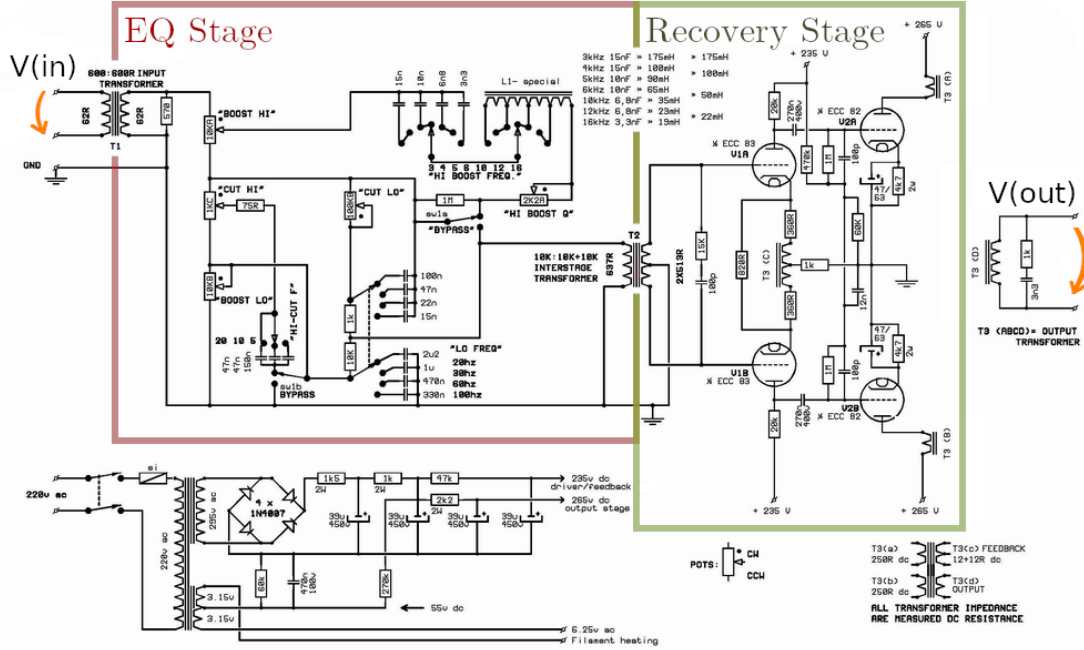 EQ Stage
Recovery Stage
V(in)
600:600R INPUT
TRANSFORMER
62R
62R
570
T1
GND
10KA
"BOOST HI"
15n
10n
6n8
3n3
L1- special
3 4 5 6 10 12 16
"HI BOOST FREQ."
3kHz 15nF » 175mH » 175mH
4kHz 15nF » 100mH
» 100mH
5kHz 10nF » 90mH
6kHz 10nF » 65mH
» 50mH
10kHz 6,8nF » 35mH
12kHz 6,8nF » 23mH
» 22mH
16kHz 3,3nF » 19mH
1KC
"CUT HI"
75R
100KB
"CUT LO"
1M
sw1a
"BYPASS"
2K2A
"HI BOOST Q"
10KB
"BOOST LO"
"HI-CUT F"
20 10 5
47n
47n
150n
sw1b
BYPASS
100n
47n
22n
15n
1k
10K
"LO FREQ"
2u2
20hz
1u
30hz
470n
60hz
330n
100hz
10K:10K+10K
INTERSTAGE
TRANSFORMER
637R
T2
2X513R
15K
100p
+ 235 V
20k
270n
400v
½ ECC 83
V1A
470k
1M
100p
½ ECC 82
V2A
+ 265 V
T3 (A)
47/
63
4k7
2w
360R
820R
T3 (C)
1k
60K
12n
360R
V1B
½ ECC 83
20k
270n
400v
1M
100p
47/
63
4k7
2w
V2B
½ ECC 82
T3 (B)
+ 235 V
+ 265 V
V(out)
T3 (D)
1k
3n3
T3 (ABCD)= OUTPUT
TRANSFORMER
220v ac
si
220v ac
295v ac
4 x
1N4007
1k5
2W
1k
2W
47k
2k2
2W
39u
450V
39u
450V
39u
450V
39u
450V
235v dc
driver/feedback
265v dc
output stage
60k
470n
100v
270k
55v dc
3.15v
3.15v
6.25v ac
Filament heating
POTS:
CW
CCW
T3(a)
250R dc
T3(c) FEEDBACK
12+12R dc
T3(b)
250R dc
T3(d)
OUTPUT
ALL TRANSFORMER IMPEDANCE
ARE MEASURED DC RESISTANCE